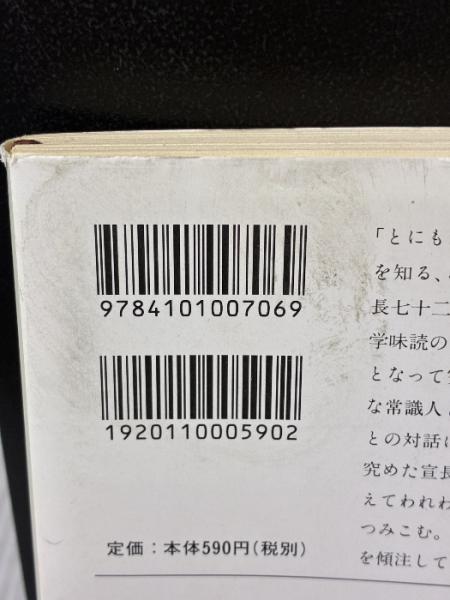 9784101007069
1920110005902
定価：本体590円(税別)
「とにも
を知る、
長七十二
学味読の
となって
な常識人
との対話に
究めた宣長
えてわれわ
つみこむ。
を傾注して